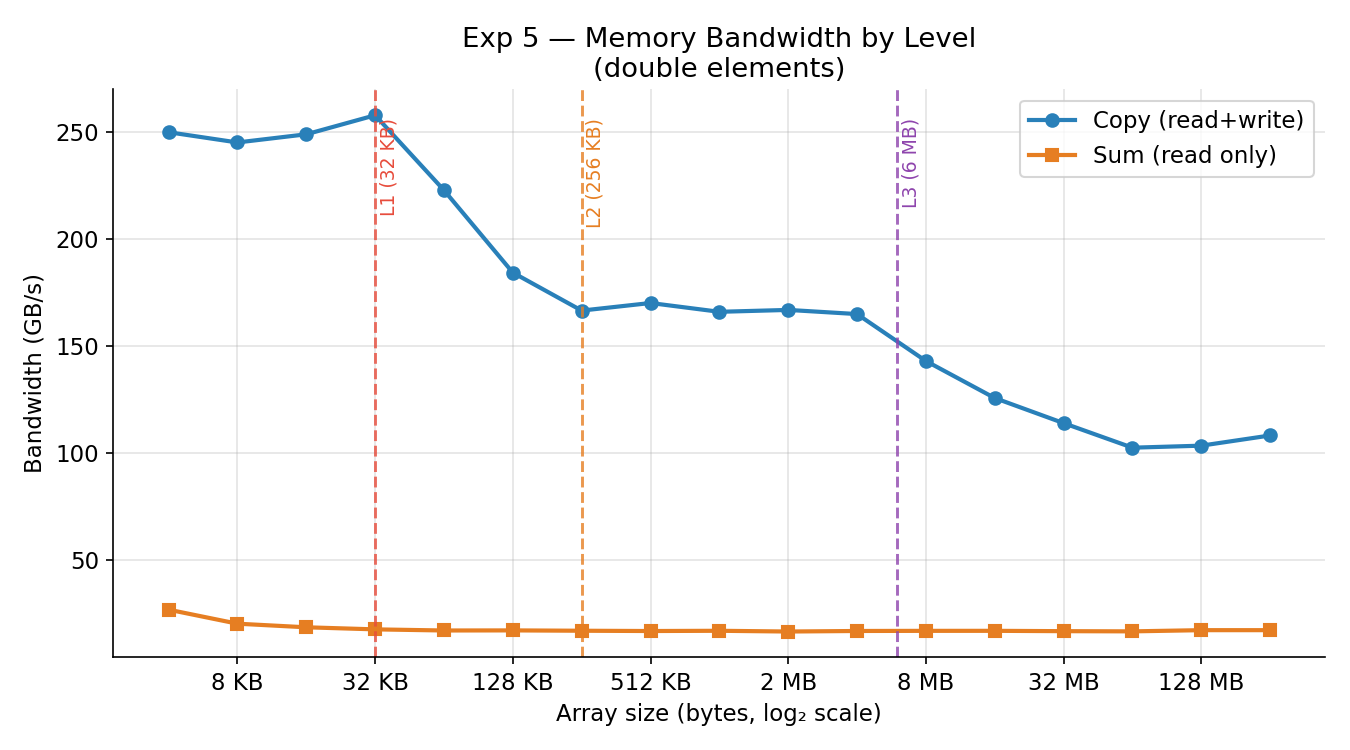 Exp 5 — Memory Bandwidth by Level
(double elements)
Bandwidth (GB/s)
250
200
150
100
50
L1 (32 KB)
L2 (256 KB)
L3 (6 MB)
Copy (read+write)
Sum (read only)
8 KB
32 KB
128 KB
512 KB
2 MB
8 MB
32 MB
128 MB
Array size (bytes, log₂ scale)